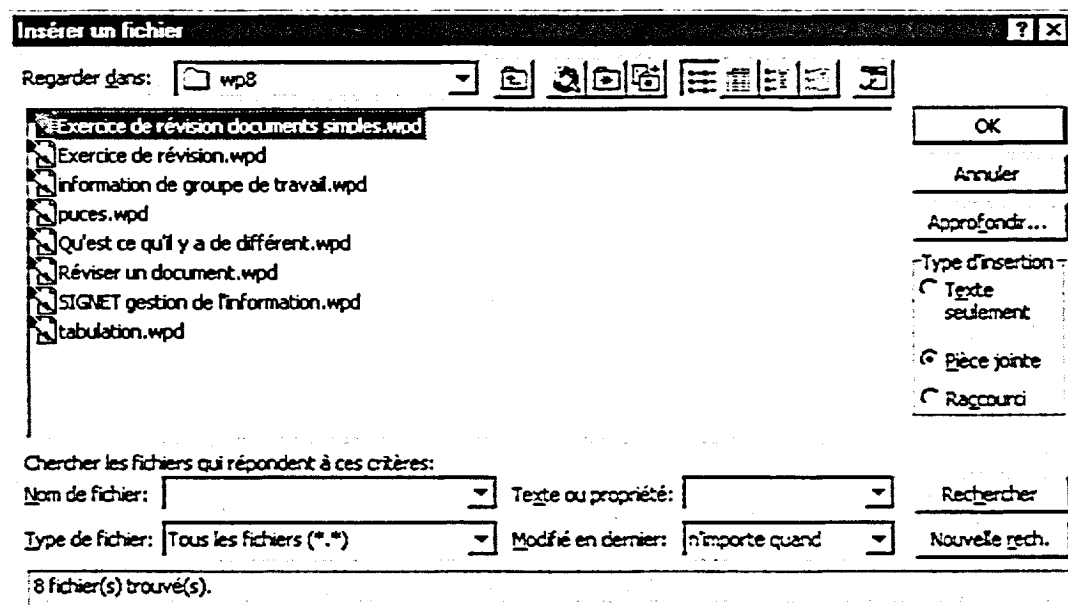 Insérer un fichier
Regarder dans: wp8
Exercice de révision documents simples.wpd
Exercice de révision.wpd
information de groupe de travail.wpd
puces.wpd
Qu'est ce qu'il y a de différent.wpd
Réviser un document.wpd
SIGNET gestion de l'information.wpd
tabulation.wpd
OK
Annuler
Approfondir...
Type d'insertion
Texte
seulement
Pièce jointe
Raccourci
Chercher les fichiers qui répondent à ces critères:
Nom de fichier: Texte ou propriété: Rechercher
Type de fichier: Tous les fichiers (*.*) Modifié en dernier: n'importe quand Nouvelle rech.
8 fichier(s) trouvé(s).